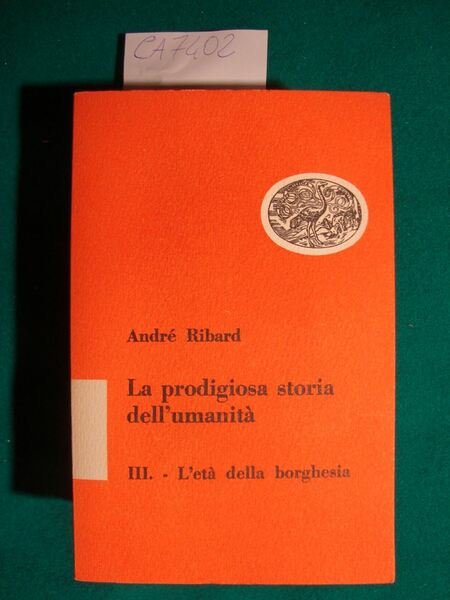 CA7402
André Ribard
La prodigiosa storia
dell'umanità
III. - L'età della borghesia